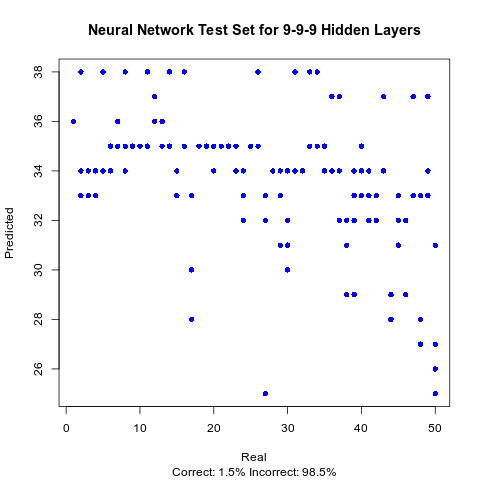 Neural Network Test Set for 9-9-9 Hidden Layers
Predicted
38
36
34
32
30
28
26
0 10 20 30 40 50
Real
Correct: 1.5% Incorrect: 98.5%